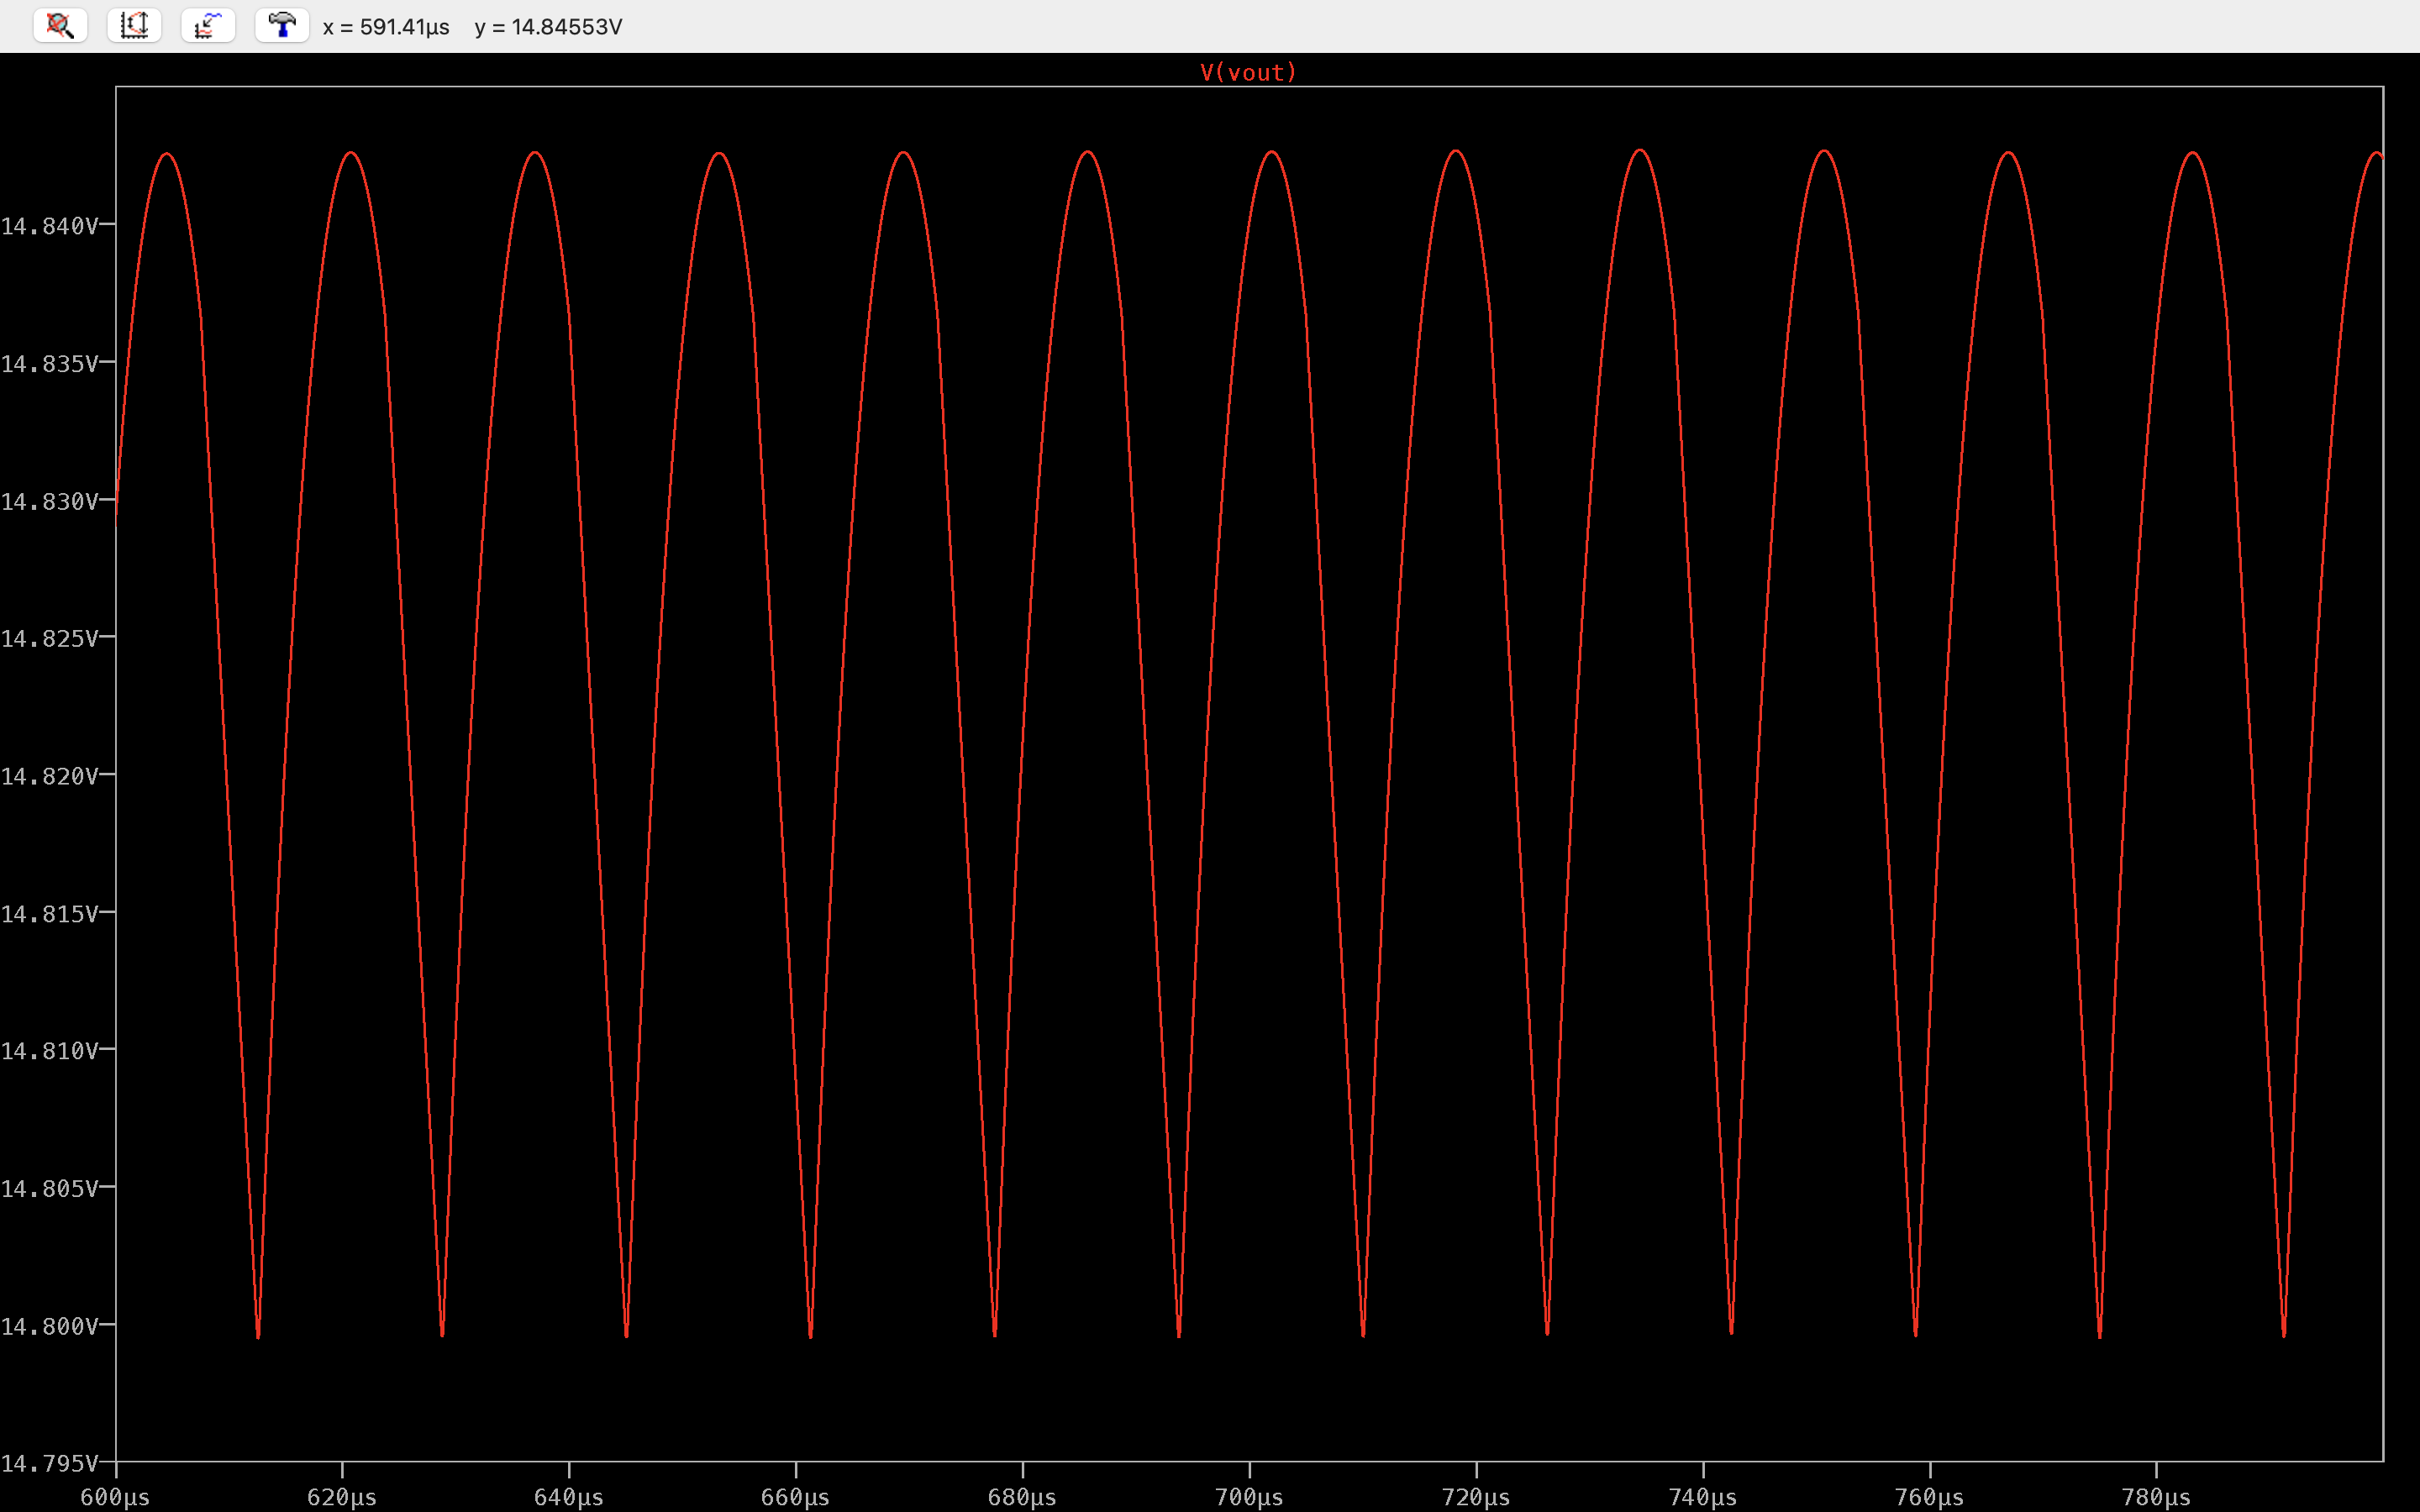 x = 591.41µs y = 14.84553V
V(vout)
14.840V
14.835V
14.830V
14.825V
14.820V
14.815V
14.810V
14.805V
14.800V
14.795V
600µs 620µs 640µs 660µs 680µs 700µs 720µs 740µs 760µs 780µs